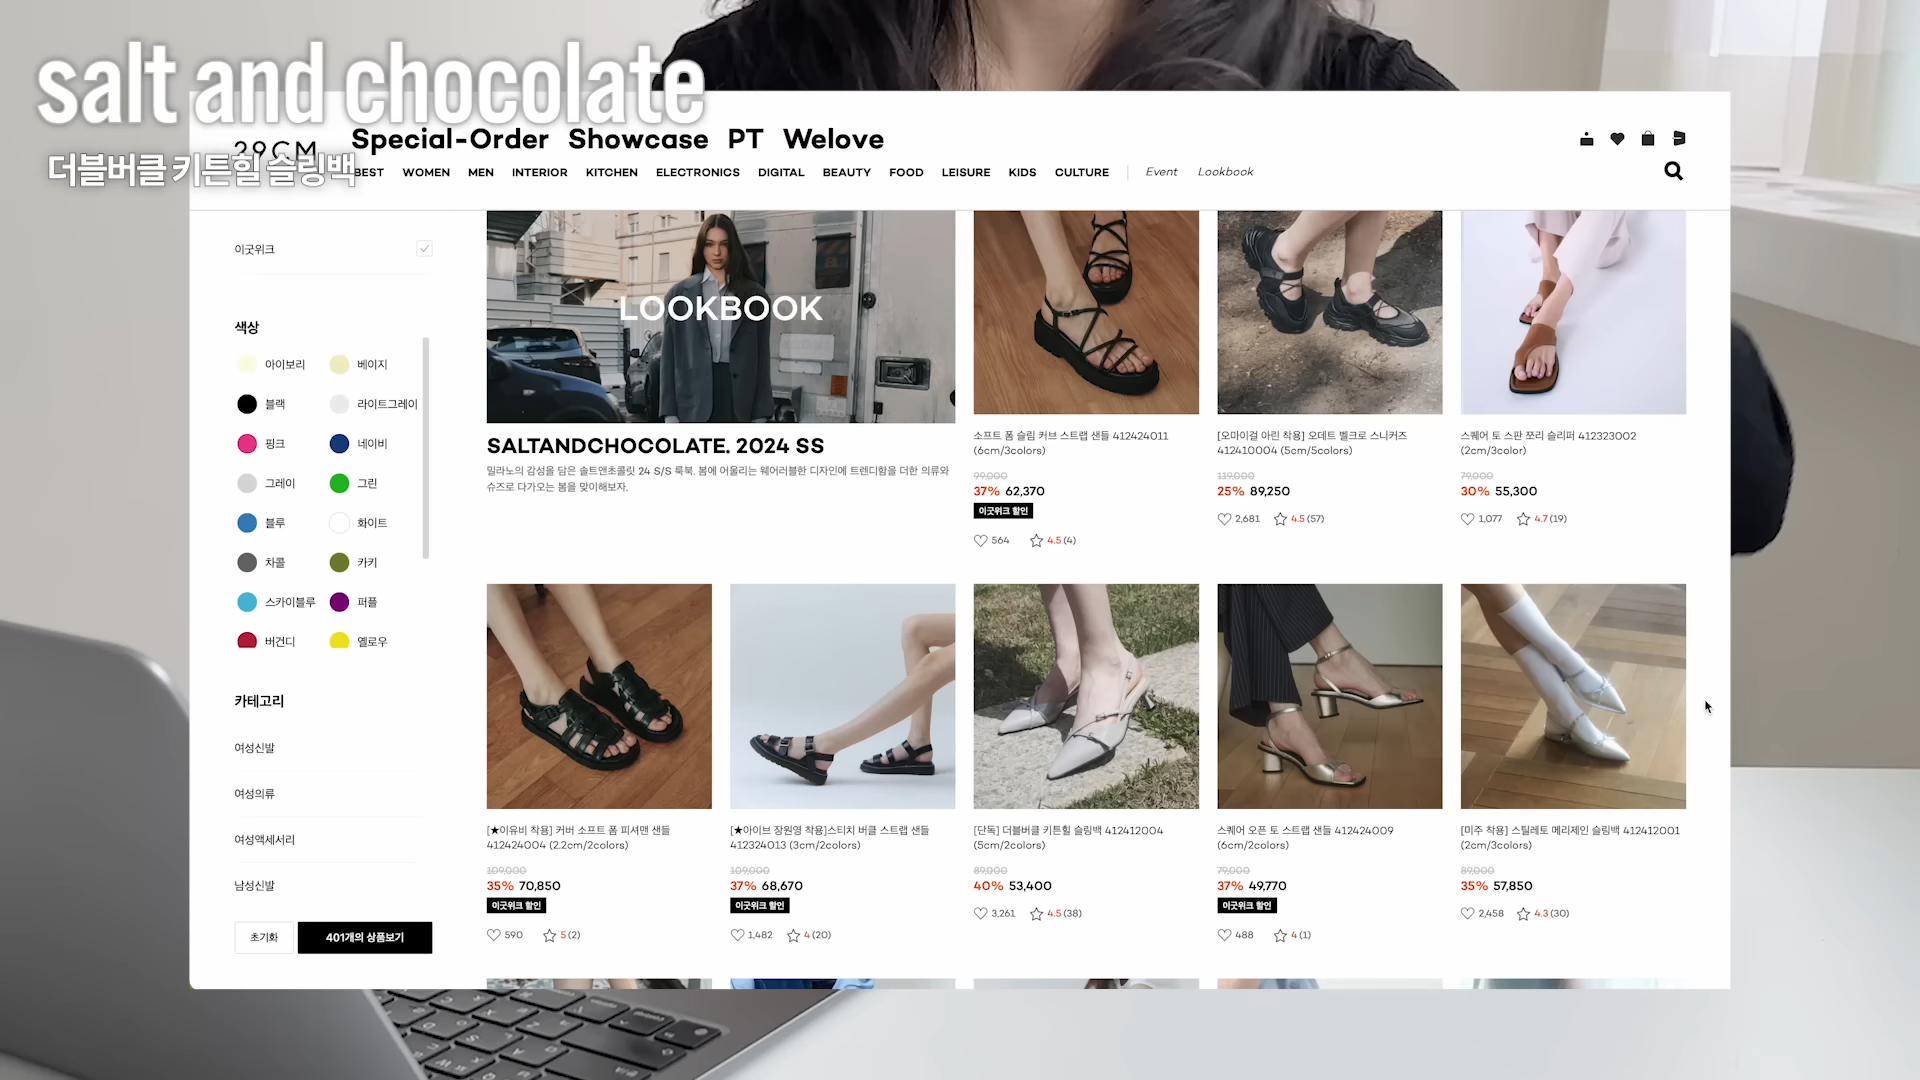 salt and chocolate
더블버클 키튼힐 슬링백
29CM
Special-Order Showcase PT Welove
BEST WOMEN MEN INTERIOR KITCHEN ELECTRONICS DIGITAL BEAUTY FOOD LEISURE KIDS CULTURE Event Lookbook
이굿위크
색상
아이보리 베이지
블랙 라이트그레이
핑크 네이비
그레이 그린
블루 화이트
차콜 카키
스카이블루 퍼플
버건디 옐로우
카테고리
여성신발
여성의류
여성액세서리
남성신발
초기화 401개의 상품보기
LOOKBOOK
SALTANDCHOCOLATE. 2024 SS
밀라노의 감성을 담은 솔트앤초콜릿 24 S/S 룩북. 봄에 어울리는 웨어러블한 디자인에 트렌디함을 더한 의류와
슈즈로 다가오는 봄을 맞이해보자.
소프트 폼 슬림 커브 스트랩 샌들 412424011
(6cm/3colors)
99,000
37% 62,370
이굿위크 할인
564 4.5 (4)
[오마이걸 아린 착용] 오데트 벨크로 스니커즈
412410004 (5cm/5colors)
119,000
25% 89,250
2,681 4.5 (57)
스퀘어 토 스판 쪼리 슬리퍼 412323002
(2cm/3color)
79,000
30% 55,300
1,077 4.7 (19)
[★이유비 착용] 커버 소프트 폼 피셔맨 샌들
412424004 (2.2cm/2colors)
109,000
35% 70,850
이굿위크 할인
590 5 (2)
[★아이브 장원영 착용]스티치 버클 스트랩 샌들
412324013 (3cm/2colors)
109,000
37% 68,670
이굿위크 할인
1,482 4 (20)
[단독] 더블버클 키튼힐 슬링백 412412004
(5cm/2colors)
89,000
40% 53,400
3,261 4.5 (38)
스퀘어 오픈 토 스트랩 샌들 412424009
(6cm/2colors)
79,000
37% 49,770
이굿위크 할인
488 4 (1)
[미주 착용] 스틸레토 메리제인 슬링백 412412001
(2cm/3colors)
89,000
35% 57,850
2,458 4.3 (30)